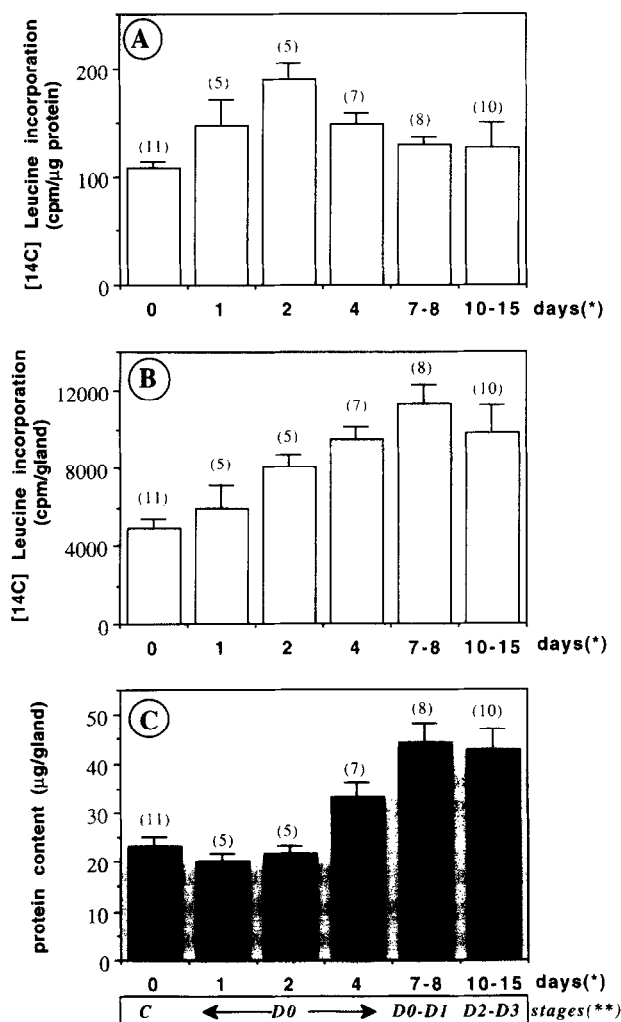 A
[14C] Leucine incorporation
(cpm/µg protein)
200
100
0
(11)
(5)
(5)
(7)
(8)
(10)
0 1 2 4 7-8 10-15 days(*)
B
[14C] Leucine incorporation
(cpm/gland)
12000
8000
4000
0
(11)
(5)
(5)
(7)
(8)
(10)
0 1 2 4 7-8 10-15 days(*)
C
protein content (µg/gland)
50
40
30
20
10
0
(11)
(5)
(5)
(7)
(8)
(10)
0 1 2 4 7-8 10-15 days(*)
C D0 D0-D1 D2-D3 stages(**)